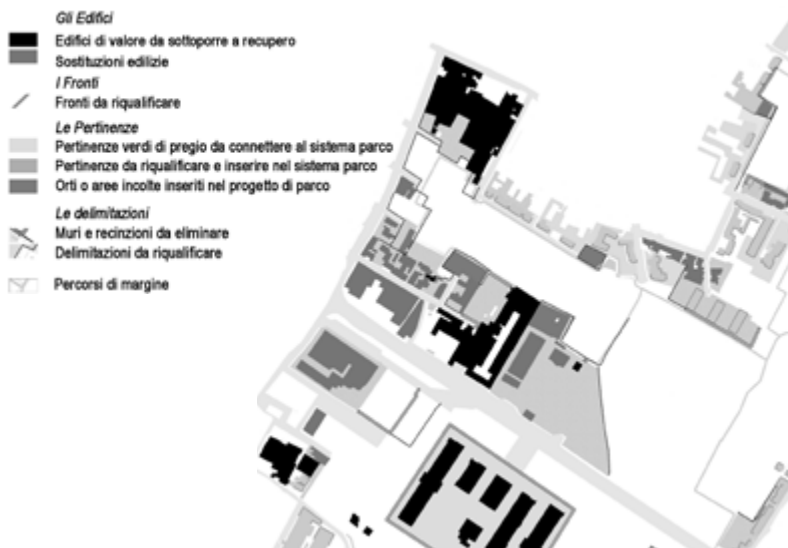 Gli Edifici
Edifici di valore da sottoporre a recupero
Sostituzioni edilizie
I Fronti
Fronti da riqualificare
Le Pertinenze
Pertinenze verdi di pregio da connettere al sistema parco
Pertinenze da riqualificare e inserire nel sistema parco
Orti o aree incolte inseriti nel progetto di parco
Le delimitazioni
Muri e recinzioni da eliminare
Delimitazioni da riqualificare
Percorsi di margine